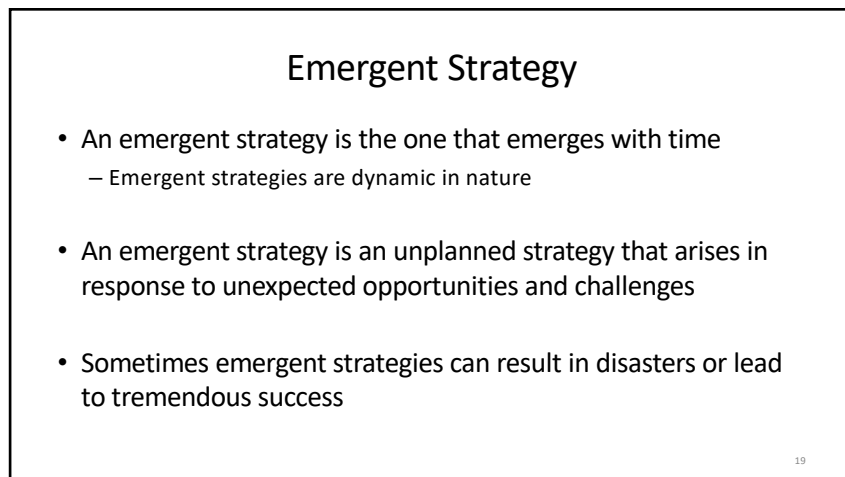 Emergent Strategy
• An emergent strategy is the one that emerges with time
– Emergent strategies are dynamic in nature
• An emergent strategy is an unplanned strategy that arises in
response to unexpected opportunities and challenges
• Sometimes emergent strategies can result in disasters or lead
to tremendous success
19